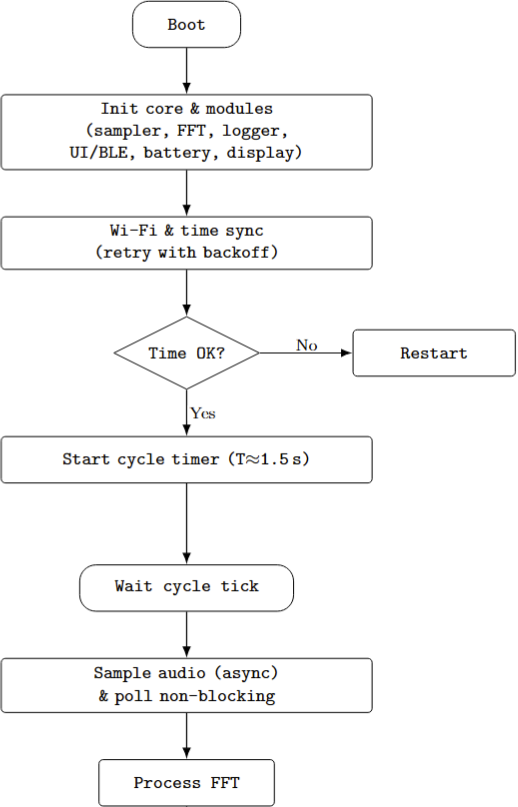 Boot
Init core & modules
(sampler, FFT, logger,
UI/BLE, battery, display)
Wi-Fi & time sync
(retry with backoff)
Time OK?
No
Restart
Yes
Start cycle timer (T≈1.5s)
Wait cycle tick
Sample audio (async)
& poll non-blocking
Process FFT